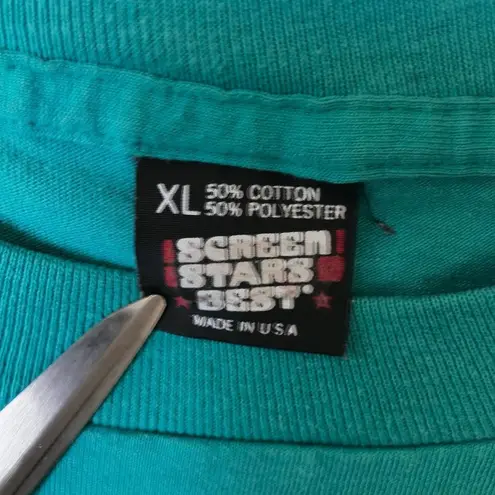 XL 50% COTTON
50% POLYESTER
SCREEN
STARS
BEST
MADE IN U.S.A